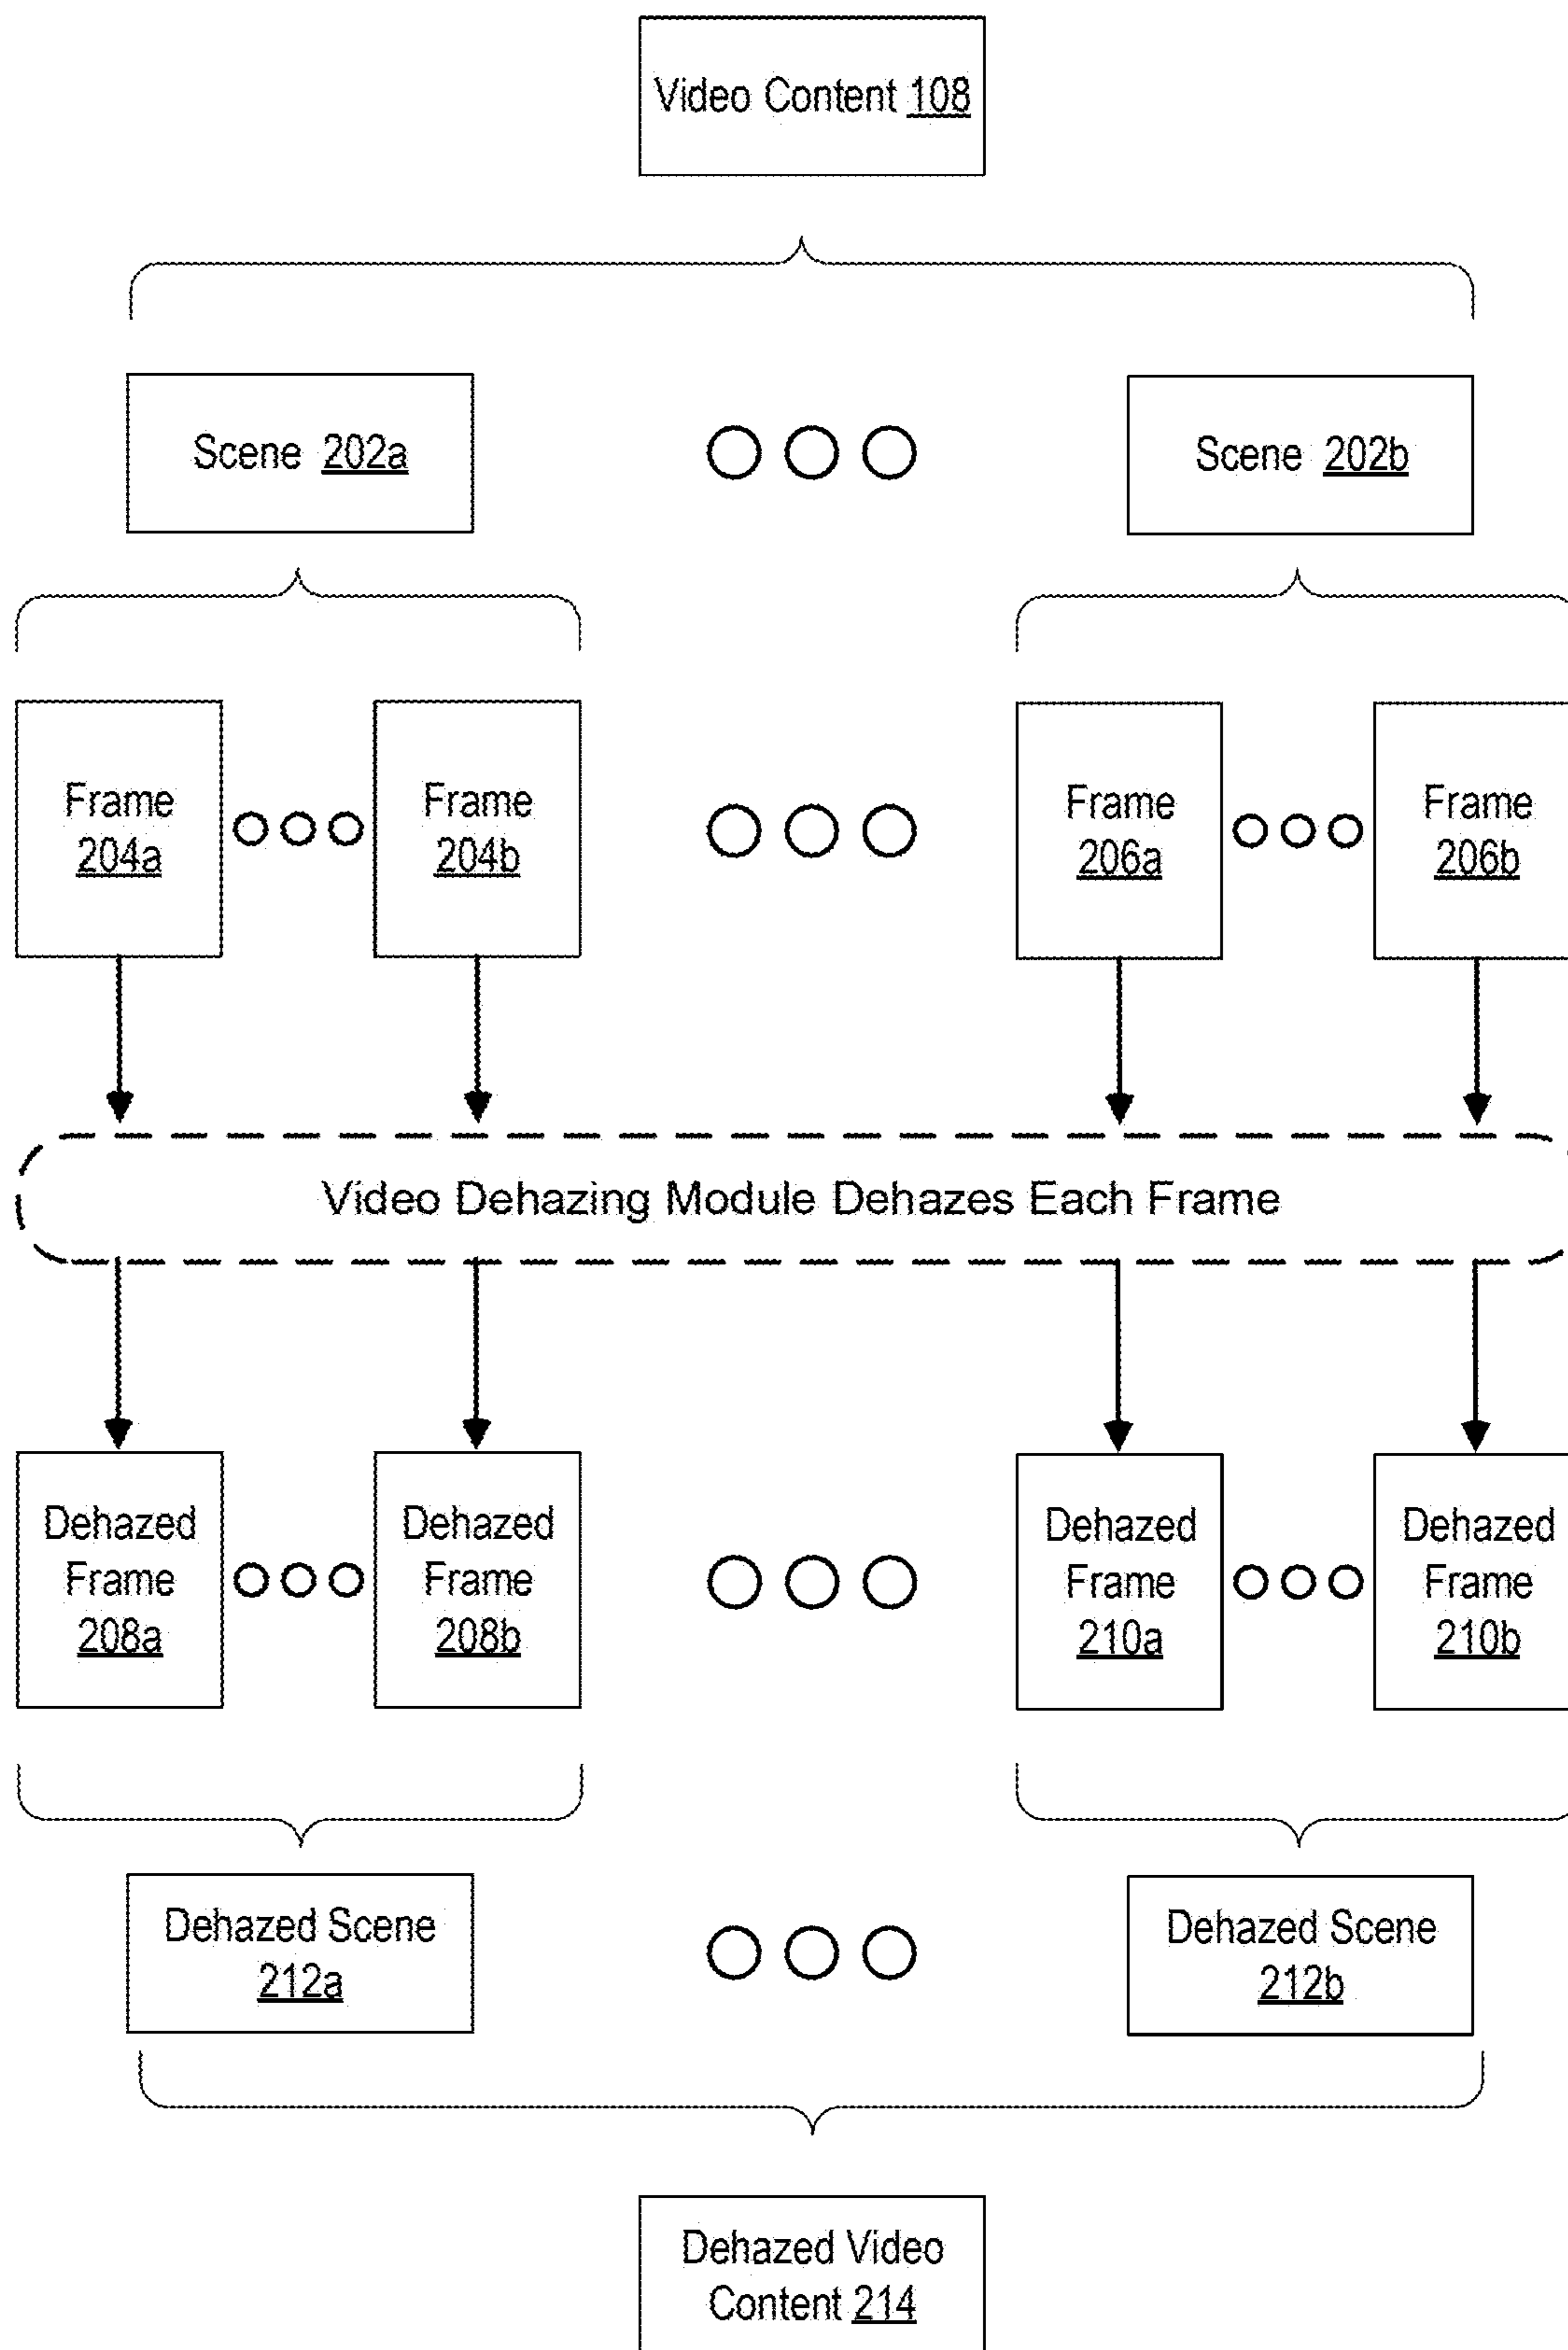 Video Content 108
Scene 202a
Scene 202b
Frame
204a
Frame
204b
Frame
206a
Frame
206b
Video Dehazing Module Dehazes Each Frame
Dehazed
Frame
208a
Dehazed
Frame
208b
Dehazed
Frame
210a
Dehazed
Frame
210b
Dehazed Scene
212a
Dehazed Scene
212b
Dehazed Video
Content 214